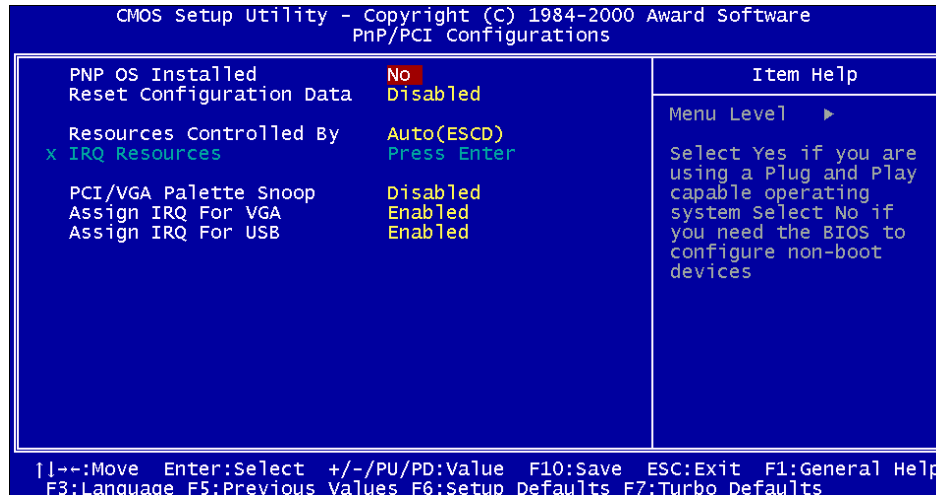 CMOS Setup Utility - Copyright (C) 1984-2000 Award Software
PnP/PCI Configurations
PNP OS Installed No
Reset Configuration Data Disabled
Resources Controlled By Auto(ESCD)
x IRQ Resources Press Enter
PCI/VGA Palette Snoop Disabled
Assign IRQ For VGA Enabled
Assign IRQ For USB Enabled
Item Help
Menu Level ▶
Select Yes if you are
using a Plug and Play
capable operating
system Select No if
you need the BIOS to
configure non-boot
devices
↑↓→←:Move Enter:Select +/-/PU/PD:Value F10:Save ESC:Exit F1:General Help
F3:Language F5:Previous Values F6:Setup Defaults F7:Turbo Defaults